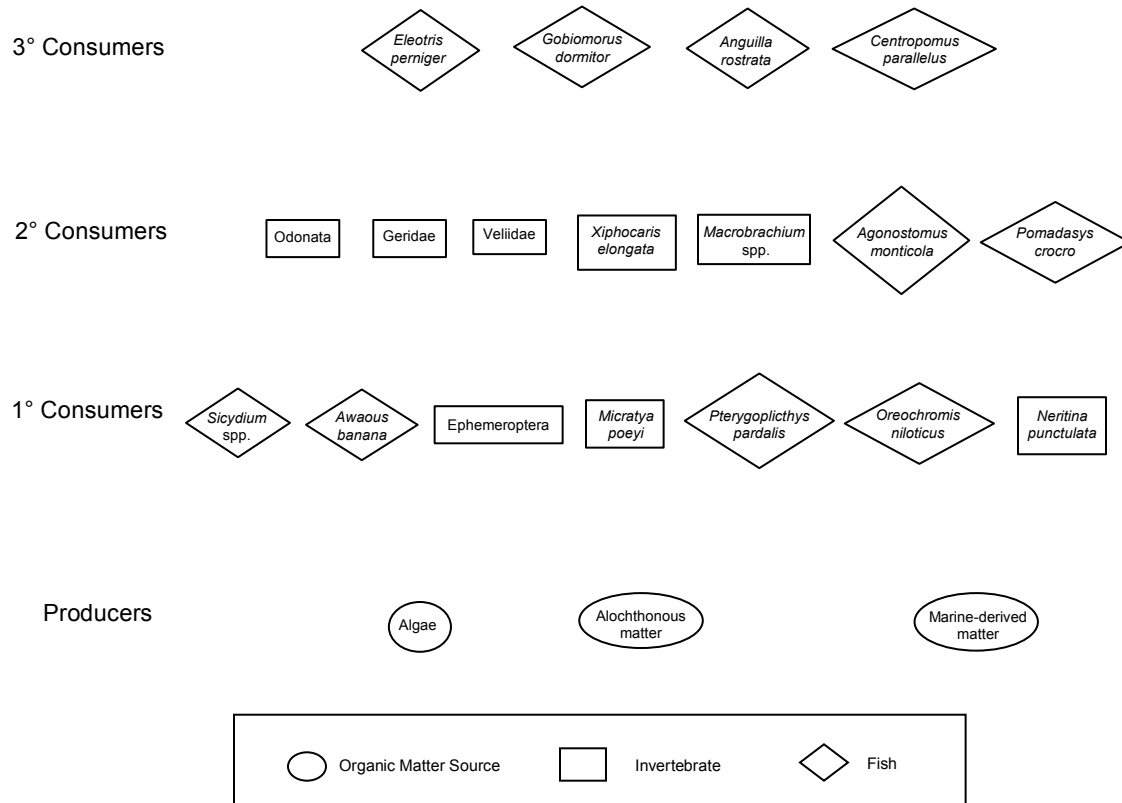 3° Consumers
Eleotris
perniger
Gobiomorus
dormitor
Anguilla
rostrata
Centropomus
parallelus
2° Consumers
Odonata
Geridae
Veliidae
Xiphocaris
elongata
Macrobrachium
spp.
Agonostomus
monticola
Pomadasys
crocro
1° Consumers
Sicydium
spp.
Awaous
banana
Ephemeroptera
Micratya
poeyi
Pterygoplicthys
pardalis
Oreochromis
niloticus
Neritina
punctulata
Producers
Algae
Alochthonous
matter
Marine-derived
matter
Organic Matter Source
Invertebrate
Fish